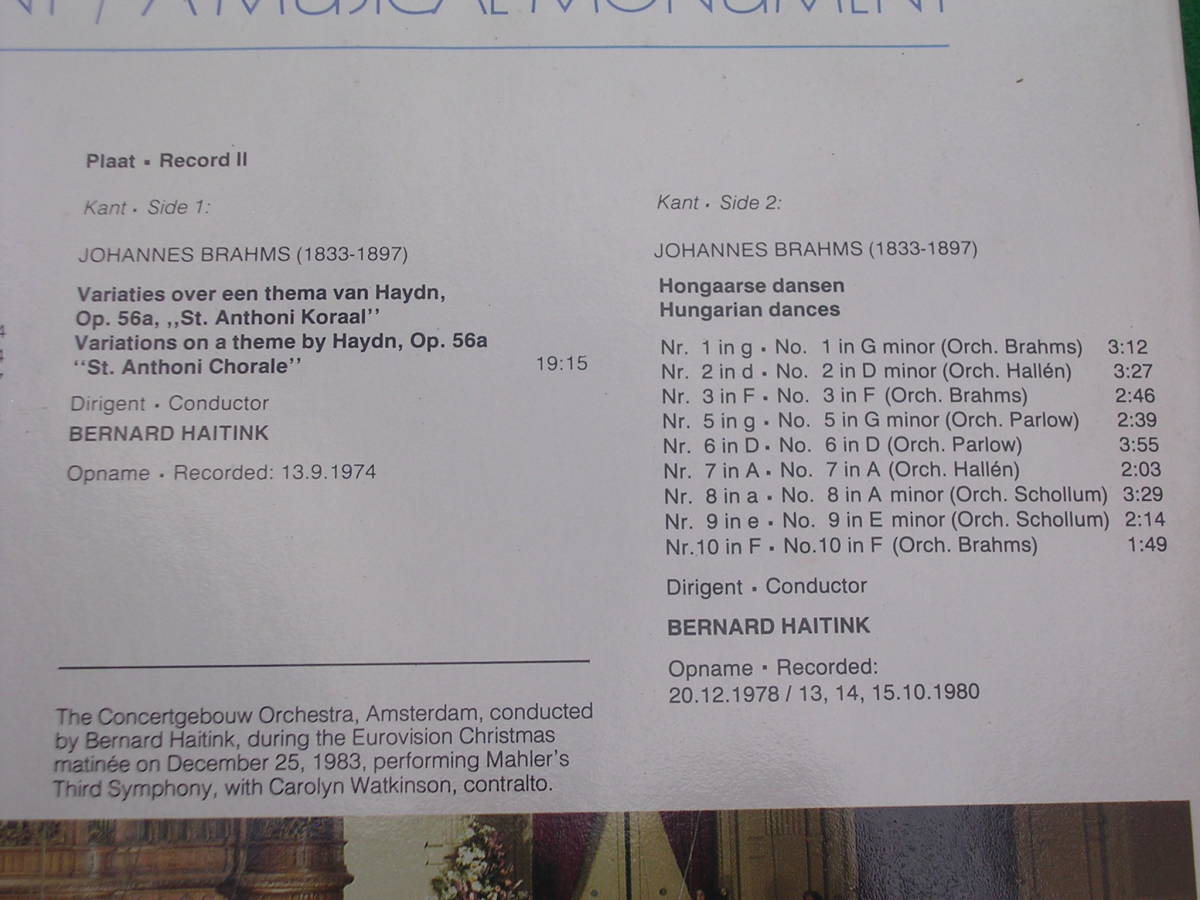 / A MUSICAL MONUMENT
Plaat ▪ Record II
Kant ▪ Side 1:
JOHANNES BRAHMS (1833-1897)
Variaties over een thema van Haydn,
Op. 56a, ,,St. Anthoni Koraal’’
Variations on a theme by Haydn, Op. 56a
‘‘St. Anthoni Chorale’’ 19:15
Dirigent ▪ Conductor
BERNARD HAITINK
Opname ▪ Recorded: 13.9.1974
Kant ▪ Side 2:
JOHANNES BRAHMS (1833-1897)
Hongaarse dansen
Hungarian dances
Nr. 1 in g ▪ No. 1 in G minor (Orch. Brahms) 3:12
Nr. 2 in d ▪ No. 2 in D minor (Orch. Hallén) 3:27
Nr. 3 in F ▪ No. 3 in F (Orch. Brahms) 2:46
Nr. 5 in g ▪ No. 5 in G minor (Orch. Parlow) 2:39
Nr. 6 in D ▪ No. 6 in D (Orch. Parlow) 3:55
Nr. 7 in A ▪ No. 7 in A (Orch. Hallén) 2:03
Nr. 8 in a ▪ No. 8 in A minor (Orch. Schollum) 3:29
Nr. 9 in e ▪ No. 9 in E minor (Orch. Schollum) 2:14
Nr.10 in F ▪ No.10 in F (Orch. Brahms) 1:49
Dirigent ▪ Conductor
BERNARD HAITINK
Opname ▪ Recorded:
20.12.1978 / 13, 14, 15.10.1980
The Concertgebouw Orchestra, Amsterdam, conducted
by Bernard Haitink, during the Eurovision Christmas
matinée on December 25, 1983, performing Mahler’s
Third Symphony, with Carolyn Watkinson, contralto.